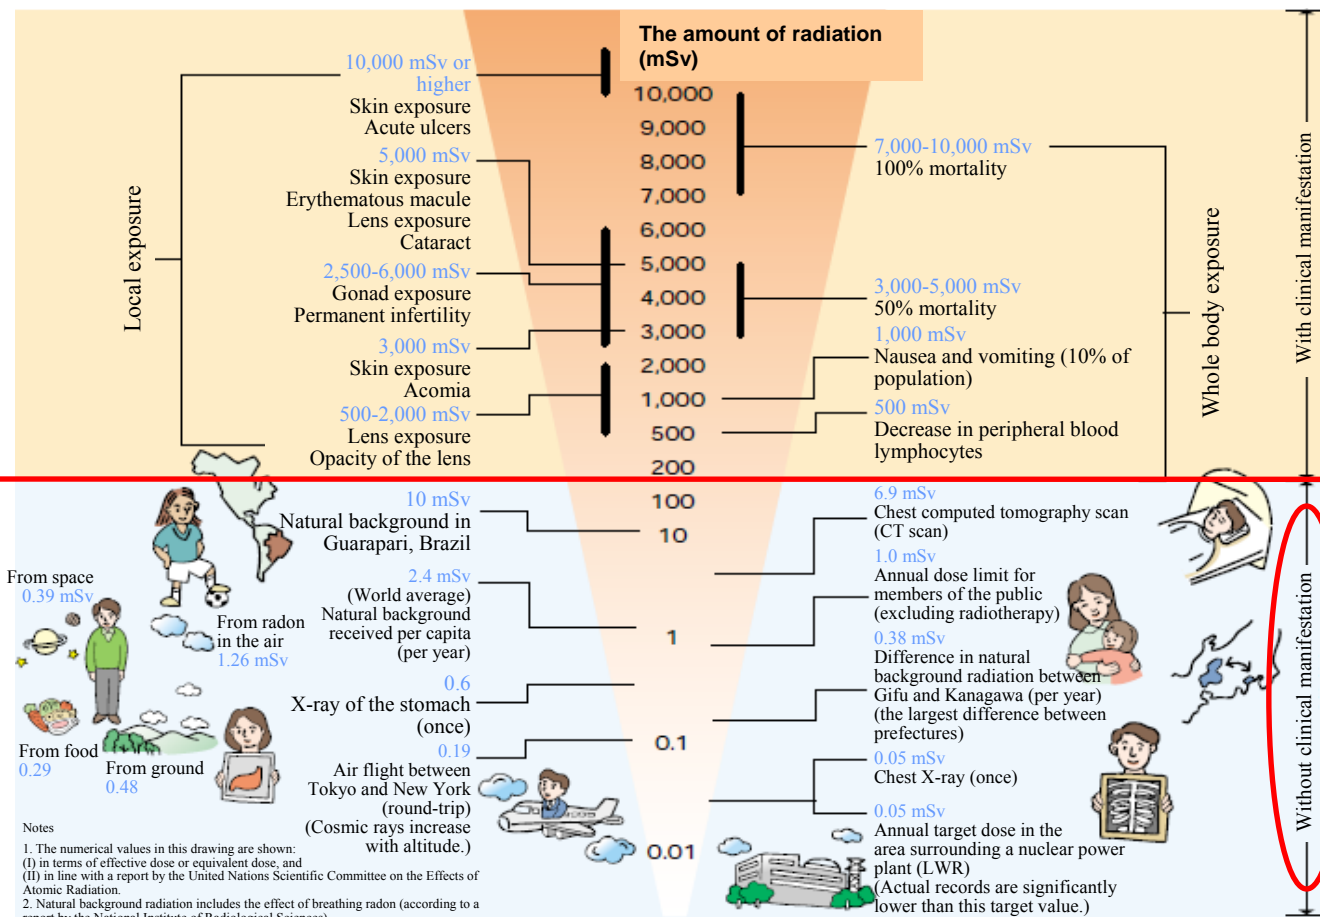 The amount of radiation
(mSv)
10,000
9,000
8,000
7,000
6,000
5,000
4,000
3,000
2,000
1,000
500
200
100
10
1
0.1
0.01
Local exposure
10,000 mSv or
higher
Skin exposure
Acute ulcers
5,000 mSv
Skin exposure
Erythematous macule
Lens exposure
Cataract
2,500-6,000 mSv
Gonad exposure
Permanent infertility
3,000 mSv
Skin exposure
Acomia
500-2,000 mSv
Lens exposure
Opacity of the lens
7,000-10,000 mSv
100% mortality
3,000-5,000 mSv
50% mortality
1,000 mSv
Nausea and vomiting (10% of
population)
500 mSv
Decrease in peripheral blood
lymphocytes
Whole body exposure
With clinical manifestation
10 mSv
Natural background in
Guarapari, Brazil
2.4 mSv
(World average)
Natural background
received per capita
(per year)
0.6
X-ray of the stomach
(once)
0.19
Air flight between
Tokyo and New York
(round-trip)
(Cosmic rays increase
with altitude.)
From space
0.39 mSv
From radon
in the air
1.26 mSv
From food
0.29
From ground
0.48
6.9 mSv
Chest computed tomography scan
(CT scan)
1.0 mSv
Annual dose limit for
members of the public
(excluding radiotherapy)
0.38 mSv
Difference in natural
background radiation between
Gifu and Kanagawa (per year)
(the largest difference between
prefectures)
0.05 mSv
Chest X-ray (once)
0.05 mSv
Annual target dose in the
area surrounding a nuclear power
plant (LWR)
(Actual records are significantly
lower than this target value.)
Without clinical manifestation
Notes
1. The numerical values in this drawing are shown:
(I) in terms of effective dose or equivalent dose, and
(II) in line with a report by the United Nations Scientific Committee on the Effects of
Atomic Radiation.
2. Natural background radiation includes the effect of breathing radon (according to a
report by the National Institute of Radiological Sciences)